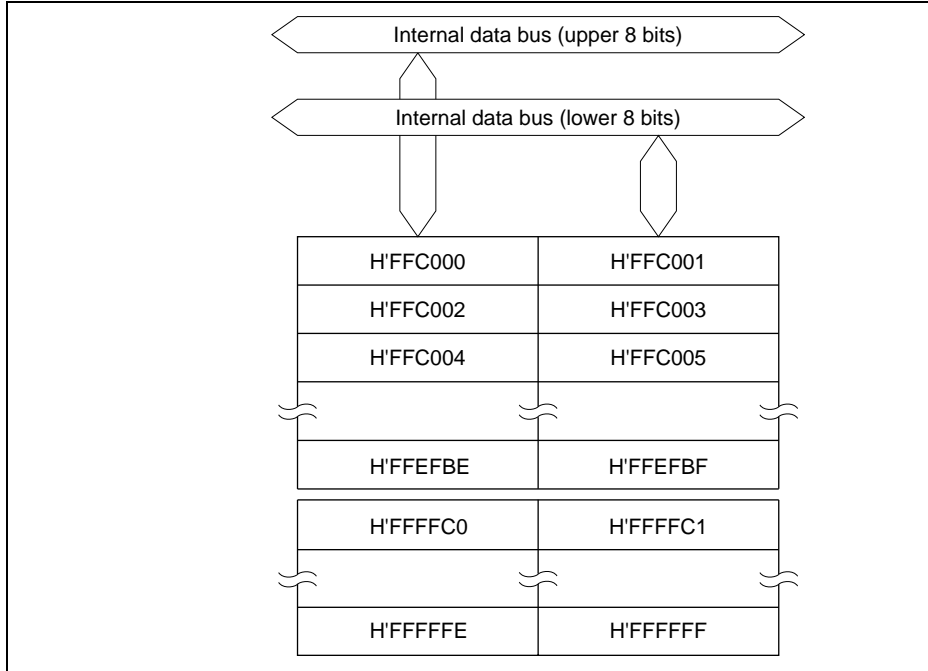 Internal data bus (upper 8 bits)
Internal data bus (lower 8 bits)
H'FFC000 H'FFC001
H'FFC002 H'FFC003
H'FFC004 H'FFC005
H'FFEFBE H'FFEFBF
H'FFFFC0 H'FFFFC1
H'FFFFFE H'FFFFFF